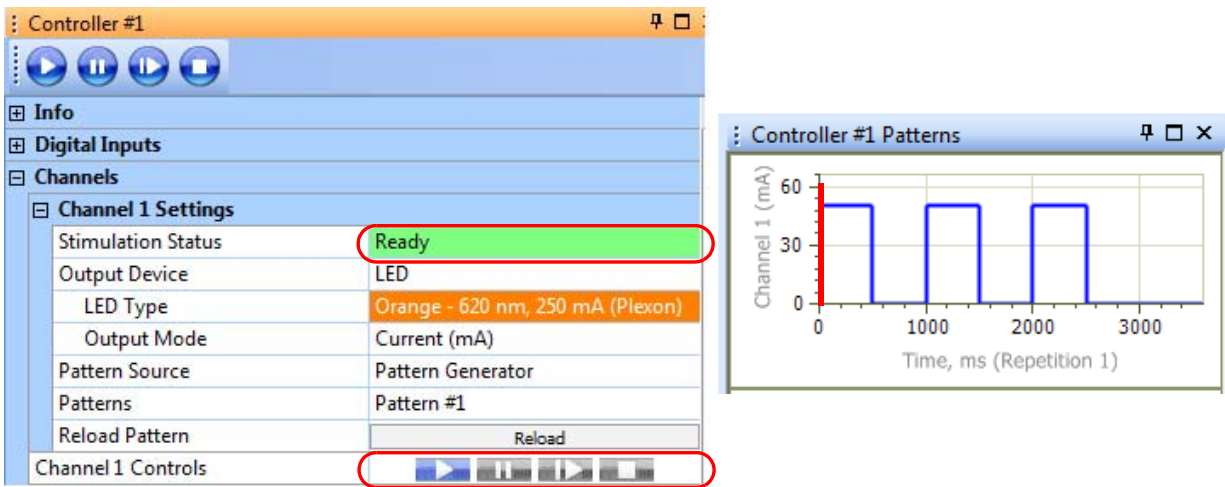 Controller #1
Info
Digital Inputs
Channels
Channel 1 Settings
Stimulation Status Ready
Output Device LED
LED Type Orange - 620 nm, 250 mA (Plexon)
Output Mode Current (mA)
Pattern Source Pattern Generator
Patterns Pattern #1
Reload Pattern Reload
Channel 1 Controls
Controller #1 Patterns
Channel 1 (mA)
60
30
0
0 1000 2000 3000
Time, ms (Repetition 1)